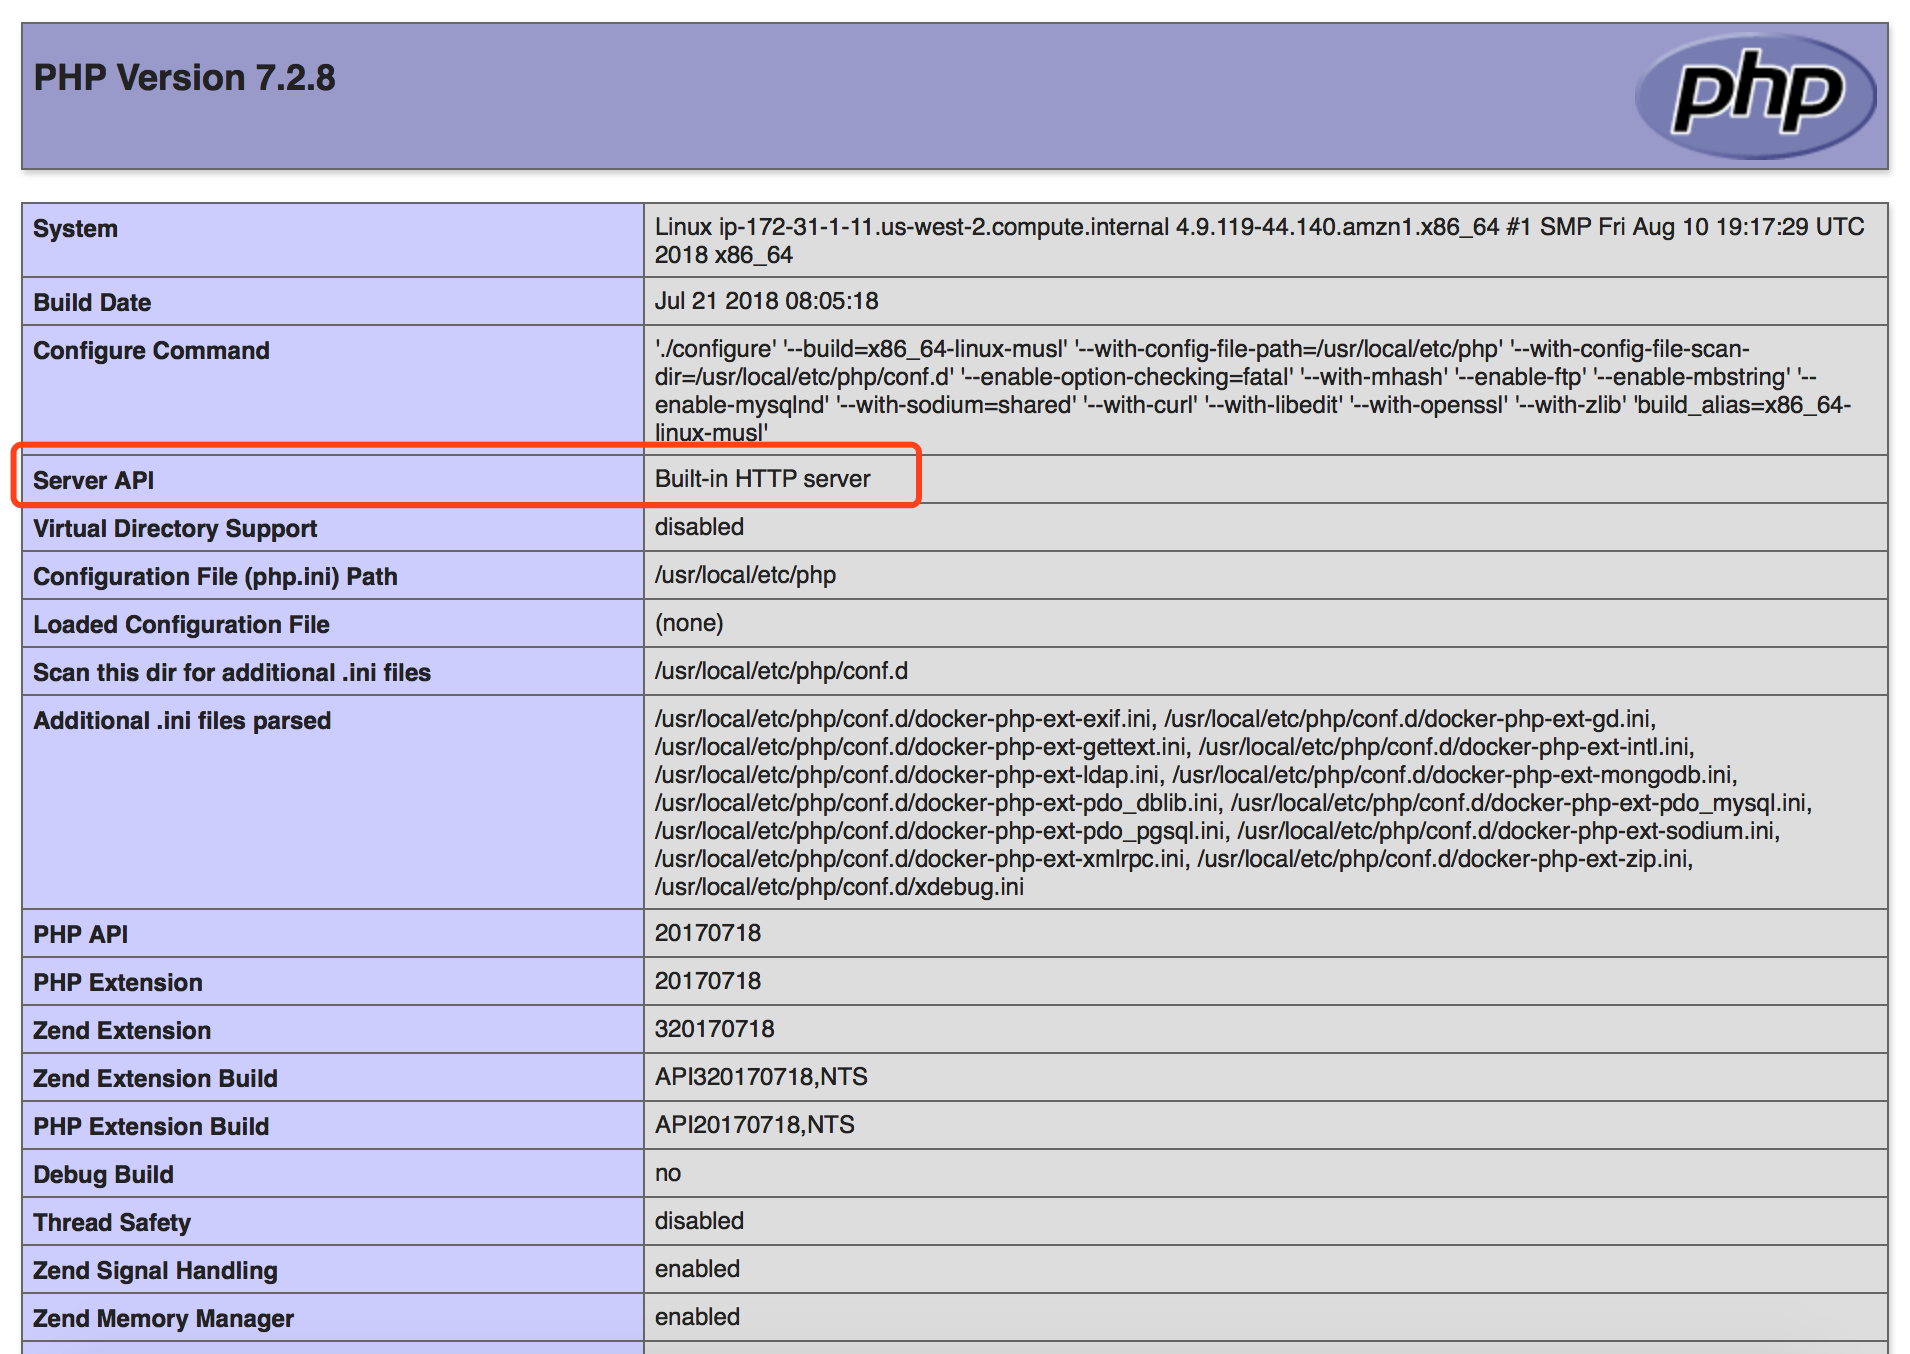 PHP Version 7.2.8
php
System
Linux ip-172-31-1-11.us-west-2.compute.internal 4.9.119-44.140.amzn1.x86_64 #1 SMP Fri Aug 10 19:17:29 UTC
2018 x86_64
Build Date
Jul 21 2018 08:05:18
Configure Command
'./configure' '--build=x86_64-linux-musl' '--with-config-file-path=/usr/local/etc/php' '--with-config-file-scan-
dir=/usr/local/etc/php/conf.d' '--enable-option-checking=fatal' '--with-mhash' '--enable-ftp' '--enable-mbstring' '--
enable-mysqlnd' '--with-sodium=shared' '--with-curl' '--with-libedit' '--with-openssl' '--with-zlib' 'build_alias=x86_64-
linux-musl'
Server API
Built-in HTTP server
Virtual Directory Support
disabled
Configuration File (php.ini) Path
/usr/local/etc/php
Loaded Configuration File
(none)
Scan this dir for additional .ini files
/usr/local/etc/php/conf.d
Additional .ini files parsed
/usr/local/etc/php/conf.d/docker-php-ext-exif.ini, /usr/local/etc/php/conf.d/docker-php-ext-gd.ini,
/usr/local/etc/php/conf.d/docker-php-ext-gettext.ini, /usr/local/etc/php/conf.d/docker-php-ext-intl.ini,
/usr/local/etc/php/conf.d/docker-php-ext-ldap.ini, /usr/local/etc/php/conf.d/docker-php-ext-mongodb.ini,
/usr/local/etc/php/conf.d/docker-php-ext-pdo_dblib.ini, /usr/local/etc/php/conf.d/docker-php-ext-pdo_mysql.ini,
/usr/local/etc/php/conf.d/docker-php-ext-pdo_pgsql.ini, /usr/local/etc/php/conf.d/docker-php-ext-sodium.ini,
/usr/local/etc/php/conf.d/docker-php-ext-xmlrpc.ini, /usr/local/etc/php/conf.d/docker-php-ext-zip.ini,
/usr/local/etc/php/conf.d/xdebug.ini
PHP API
20170718
PHP Extension
20170718
Zend Extension
320170718
Zend Extension Build
API320170718,NTS
PHP Extension Build
API20170718,NTS
Debug Build
no
Thread Safety
disabled
Zend Signal Handling
enabled
Zend Memory Manager
enabled